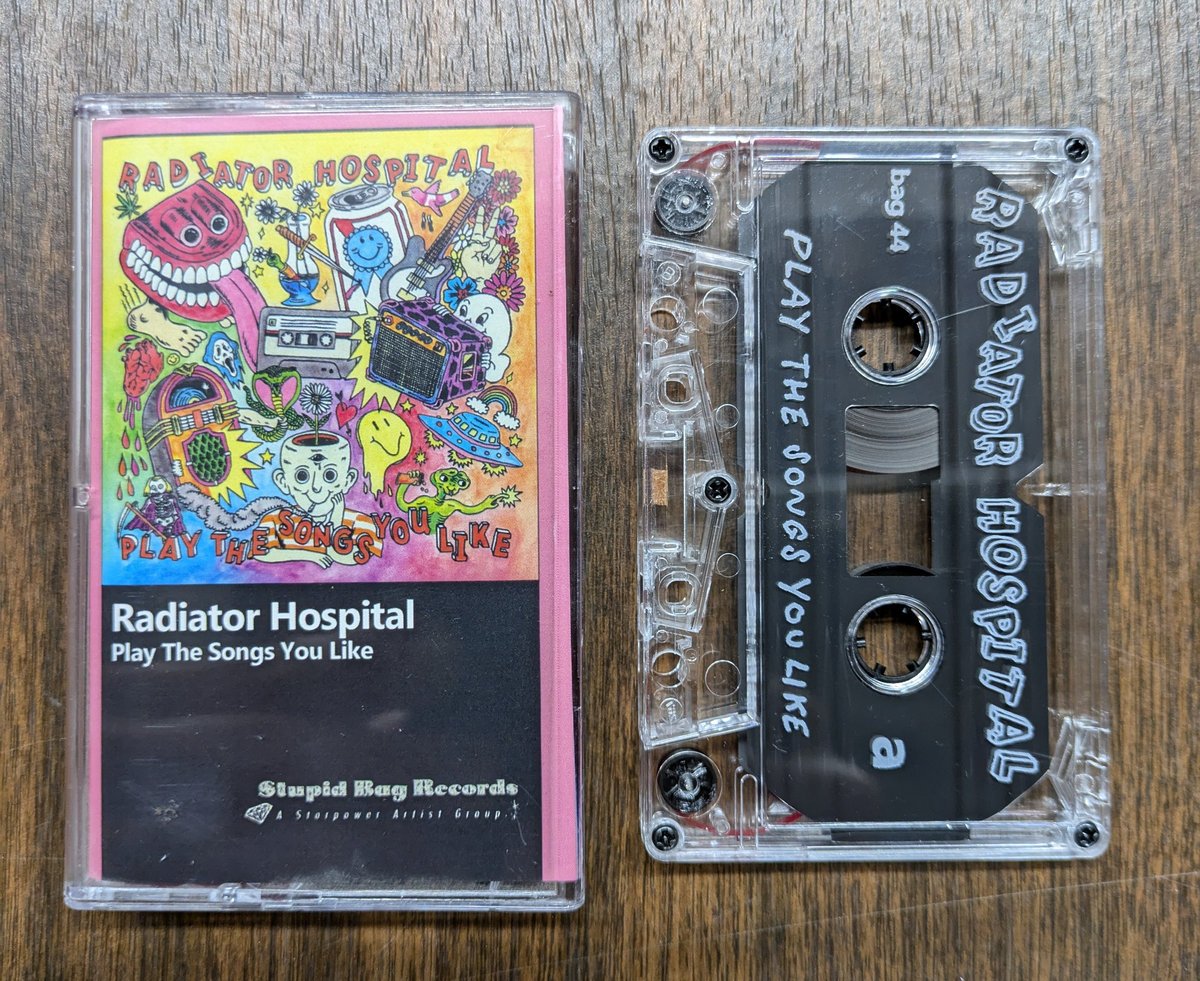 RADIATOR HOSPITAL
PLAY THE SONGS YOU LIKE
Radiator Hospital
Play The Songs You Like
Stupid Bag Records
A Starpower Artist Group.
RADIATOR HOSPITAL
PLAY THE SONGS YOU LIKE
bag 44
a